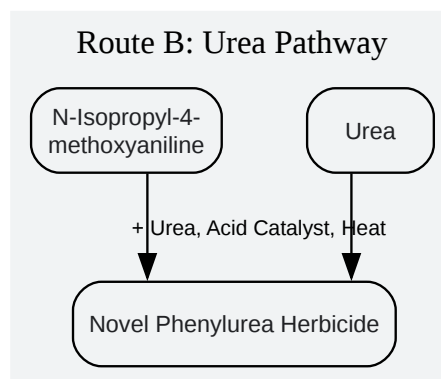 Route B: Urea Pathway
N-Isopropyl-4-
methoxyaniline
Urea
+ Urea, Acid Catalyst, Heat
Novel Phenylurea Herbicide